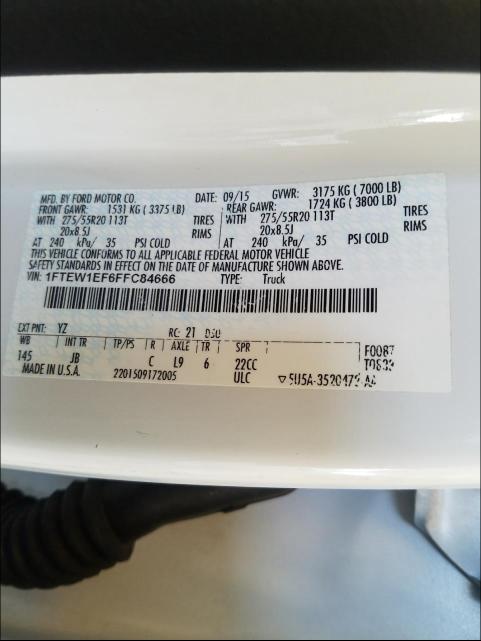 MFD. BY FORD MOTOR CO. DATE: 09/15 GVWR: 3175 KG ( 7000 LB)
FRONT GAWR: 1531 KG ( 3375 LB) REAR GAWR: 1724 KG ( 3800 LB)
WITH 275/55R20 113T TIRES WITH 275/55R20 113T TIRES
20x8.5J RIMS 20x8.5J RIMS
AT 240 kPa/ 35 PSI COLD AT 240 kPa/ 35 PSI COLD
THIS VEHICLE CONFORMS TO ALL APPLICABLE FEDERAL MOTOR VEHICLE
SAFETY STANDARDS IN EFFECT ON THE DATE OF MANUFACTURE SHOWN ABOVE.
VIN: 1FTEW1EF6FFC84666 TYPE: Truck
EXT PNT: YZ RC: 21 DSO
WB INT TR TP/PS R AXLE TR SPR F0087
145 JB C L9 6 22CC
MADE IN U.S.A. 2201509172005 ULC